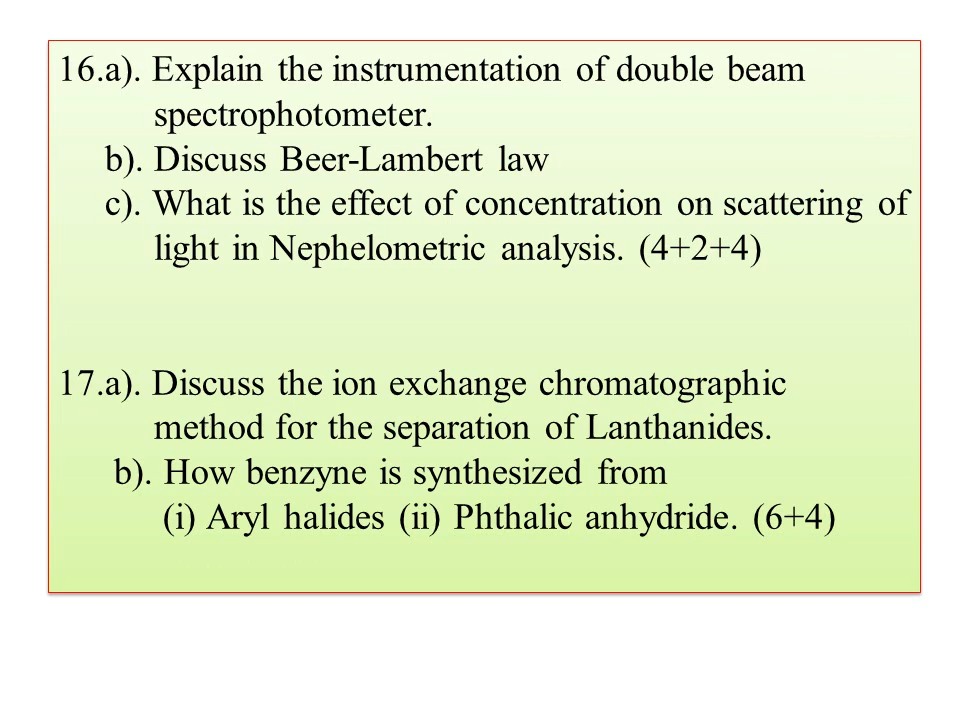 16.a). Explain the instrumentation of double beam
spectrophotometer.
b). Discuss Beer-Lambert law
c). What is the effect of concentration on scattering of
light in Nephelometric analysis. (4+2+4)
17.a). Discuss the ion exchange chromatographic
method for the separation of Lanthanides.
b). How benzyne is synthesized from
(i) Aryl halides (ii) Phthalic anhydride. (6+4)